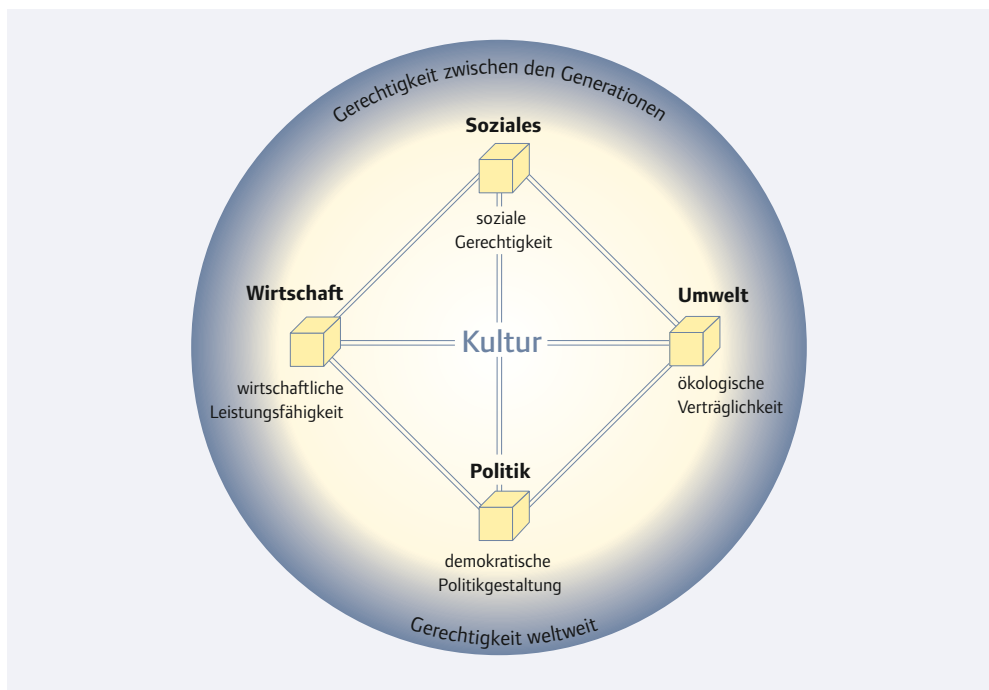 Gerechtigkeit zwischen den Generationen
Soziales
soziale
Gerechtigkeit
Wirtschaft
wirtschaftliche
Leistungsfähigkeit
Kultur
Umwelt
ökologische
Verträglichkeit
Politik
demokratische
Politikgestaltung
Gerechtigkeit weltweit